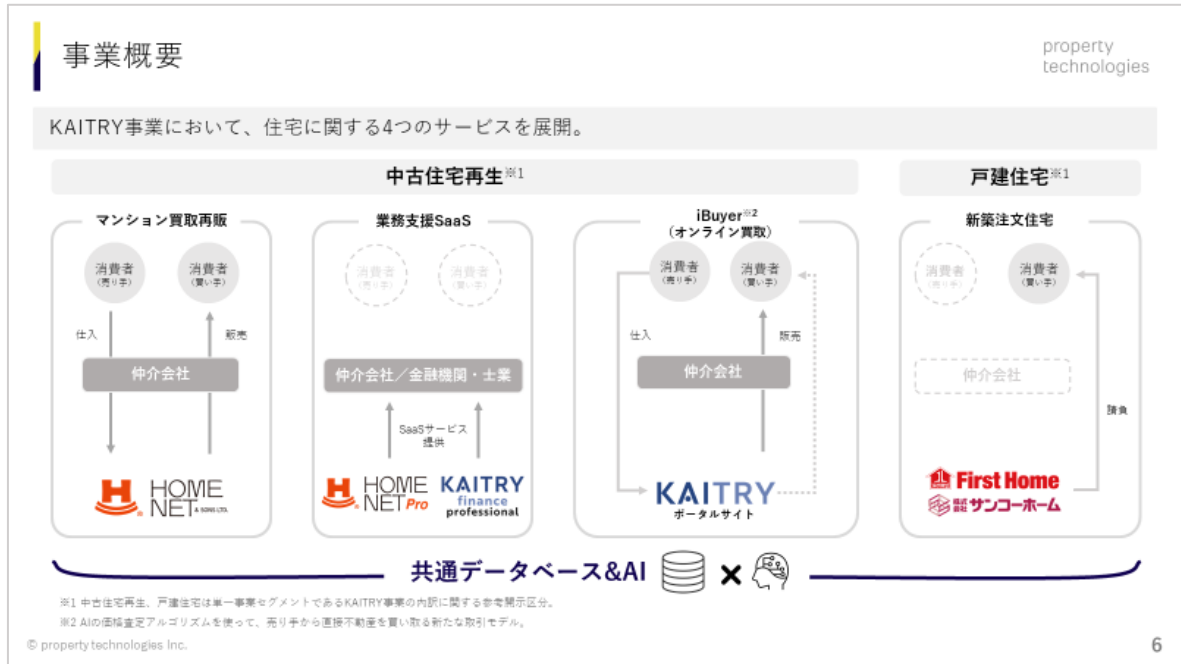 事業概要
property
technologies
KAITRY事業において、住宅に関する4つのサービスを展開。
中古住宅再生※1
戸建住宅※1
マンション買取再販
消費者
(売り手)
消費者
(買い手)
仕入
販売
仲介会社
HOME
NET & SONS LTD.
業務支援SaaS
消費者
(売り手)
消費者
(買い手)
仲介会社／金融機関・士業
SaaSサービス
提供
HOME
NET Pro
KAITRY
finance
professional
iBuyer※2
(オンライン買取)
消費者
(売り手)
消費者
(買い手)
仕入
販売
仲介会社
KAITRY
ポータルサイト
新築注文住宅
消費者
(売り手)
消費者
(買い手)
仲介会社
請負
First Home
株式会社 サンコーホーム
共通データベース&AI
※1 中古住宅再生、戸建住宅は単一事業セグメントであるKAITRY事業の内訳に関する参考開示区分。
※2 AIの価格査定アルゴリズムを使って、売り手から直接不動産を買い取る新たな取引モデル。
© property technologies Inc.
6